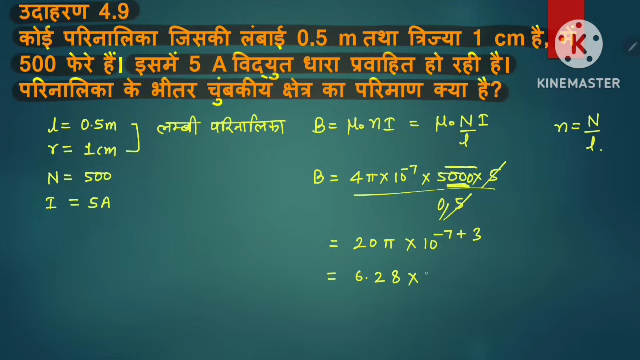 उदाहरण 4.9
कोई परिनालिका जिसकी लंबाई 0.5 m तथा त्रिज्या 1 cm है, में
500 फेरे हैं। इसमें 5 A विद्युत धारा प्रवाहित हो रही है।
परिनालिका के भीतर चुंबकीय क्षेत्र का परिमाण क्या है?
KINEMASTER
l = 0.5m
r = 1cm
लम्बी परिनालिका
N = 500
I = 5A
B = μ₀nI = μ₀ N/l I
n = N/l.
B = 4π×10⁻⁷ × 5000 × 5 / 0.5
= 20π × 10⁻⁷⁺³
= 6.28 ×